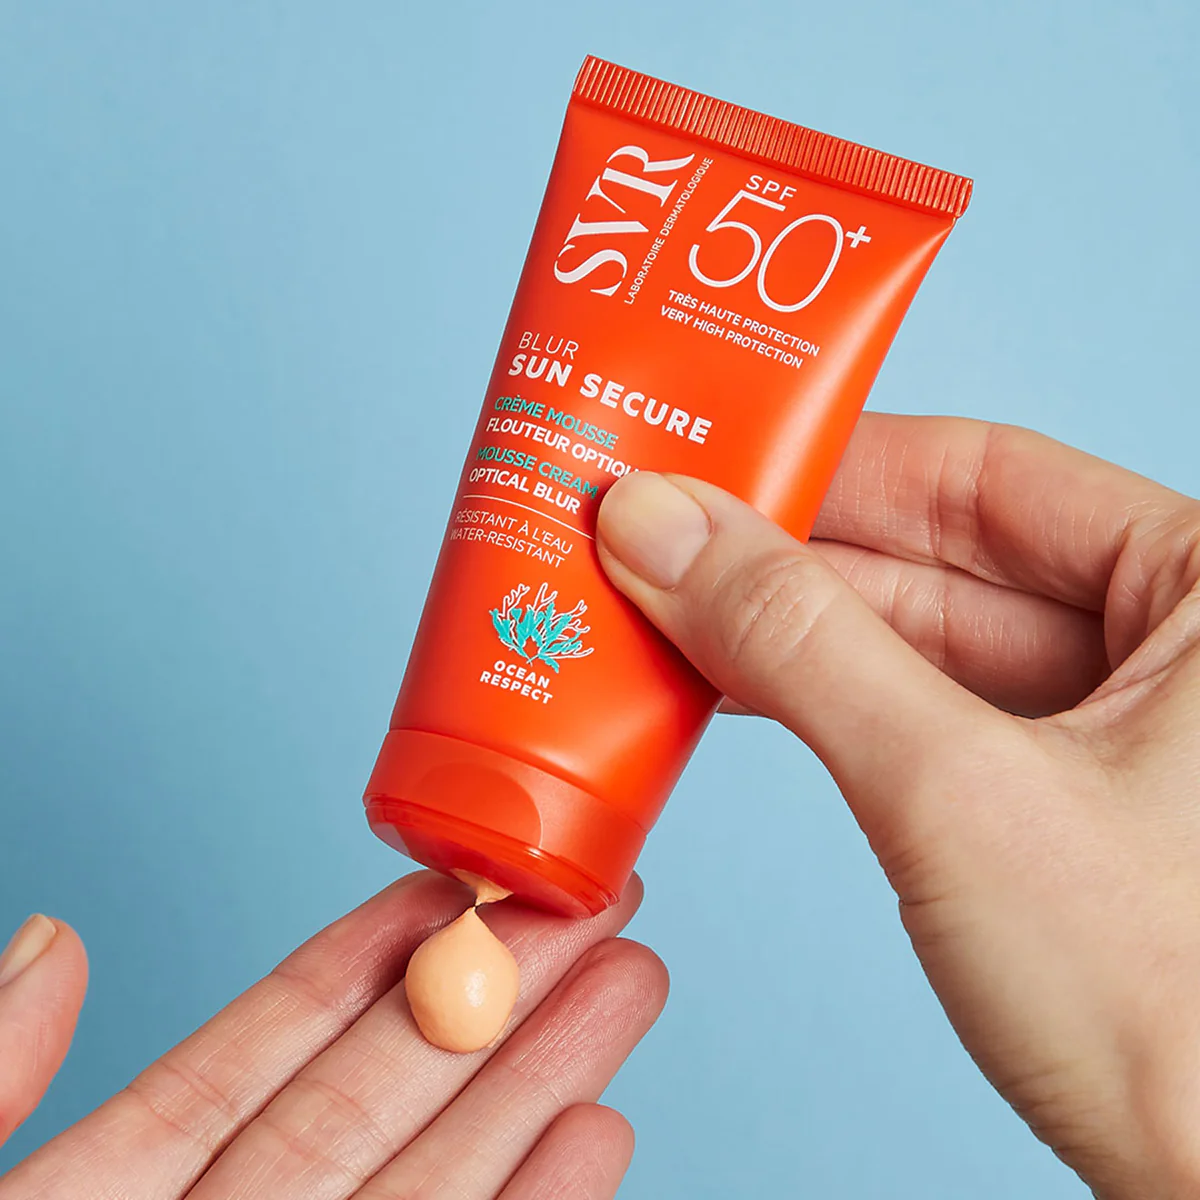 SVR
LABORATOIRE DERMATOLOGIQUE
SPF
50+
TRÈS HAUTE PROTECTION
VERY HIGH PROTECTION
BLUR
SUN SECURE
CRÈME MOUSSE
FLOUTEUR
MOUSSE CREAM
OPTICAL BLUR
RÉSISTANT À L'EAU
WATER-RESISTANT
OCEAN
RESPECT